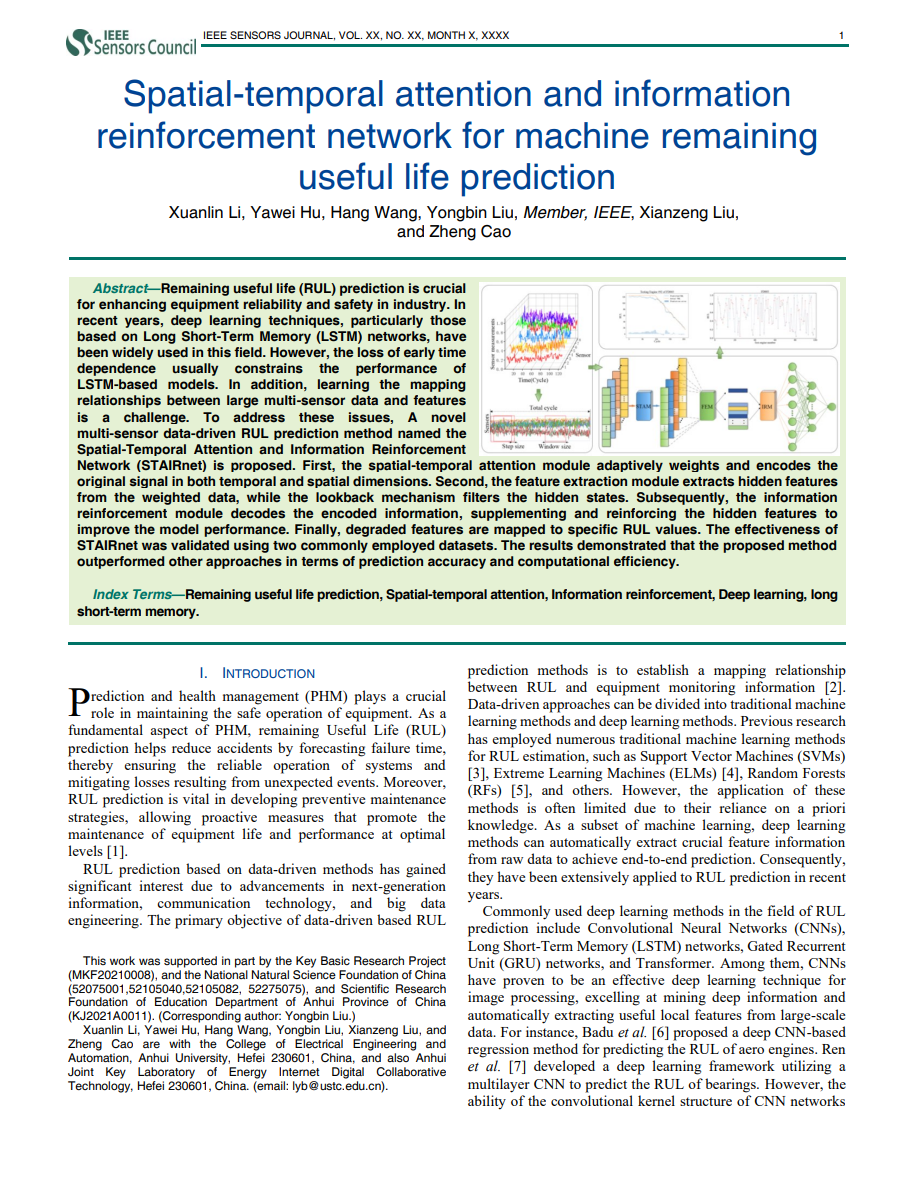 IEEE
Sensors Council
IEEE SENSORS JOURNAL, VOL. XX, NO. XX, MONTH X, XXXX 1
Spatial-temporal attention and information
reinforcement network for machine remaining
useful life prediction
Xuanlin Li, Yawei Hu, Hang Wang, Yongbin Liu, Member, IEEE, Xianzeng Liu,
and Zheng Cao
Abstract—Remaining useful life (RUL) prediction is crucial
for enhancing equipment reliability and safety in industry. In
recent years, deep learning techniques, particularly those
based on Long Short-Term Memory (LSTM) networks, have
been widely used in this field. However, the loss of early time
dependence usually constrains the performance of
LSTM-based models. In addition, learning the mapping
relationships between large multi-sensor data and features
is a challenge. To address these issues, A novel
multi-sensor data-driven RUL prediction method named the
Spatial-Temporal Attention and Information Reinforcement
Network (STAIRnet) is proposed. First, the spatial-temporal attention module adaptively weights and encodes the
original signal in both temporal and spatial dimensions. Second, the feature extraction module extracts hidden features
from the weighted data, while the lookback mechanism filters the hidden states. Subsequently, the information
reinforcement module decodes the encoded information, supplementing and reinforcing the hidden features to
improve the model performance. Finally, degraded features are mapped to specific RUL values. The effectiveness of
STAIRnet was validated using two commonly employed datasets. The results demonstrated that the proposed method
outperformed other approaches in terms of prediction accuracy and computational efficiency.
Sensor measurements
Sensor
Time(Cycle)
Total cycle
Sensors
Step size
Window size
STAM
FEM
IRM
Index Terms—Remaining useful life prediction, Spatial-temporal attention, Information reinforcement, Deep learning, long
short-term memory.
I. INTRODUCTION
Prediction and health management (PHM) plays a crucial
role in maintaining the safe operation of equipment. As a
fundamental aspect of PHM, remaining Useful Life (RUL)
prediction helps reduce accidents by forecasting failure time,
thereby ensuring the reliable operation of systems and
mitigating losses resulting from unexpected events. Moreover,
RUL prediction is vital in developing preventive maintenance
strategies, allowing proactive measures that promote the
maintenance of equipment life and performance at optimal
levels [1].
RUL prediction based on data-driven methods has gained
significant interest due to advancements in next-generation
information, communication technology, and big data
engineering. The primary objective of data-driven based RUL
This work was supported in part by the Key Basic Research Project
(MKF20210008), and the National Natural Science Foundation of China
(52075001,52105040,52105082, 52275075), and Scientific Research
Foundation of Education Department of Anhui Province of China
(KJ2021A0011). (Corresponding author: Yongbin Liu.)
Xuanlin Li, Yawei Hu, Hang Wang, Yongbin Liu, Xianzeng Liu, and
Zheng Cao are with the College of Electrical Engineering and
Automation, Anhui University, Hefei 230601, China, and also Anhui
Joint Key Laboratory of Energy Internet Digital Collaborative
Technology, Hefei 230601, China. (email: lyb@ustc.edu.cn).
prediction methods is to establish a mapping relationship
between RUL and equipment monitoring information [2].
Data-driven approaches can be divided into traditional machine
learning methods and deep learning methods. Previous research
has employed numerous traditional machine learning methods
for RUL estimation, such as Support Vector Machines (SVMs)
[3], Extreme Learning Machines (ELMs) [4], Random Forests
(RFs) [5], and others. However, the application of these
methods is often limited due to their reliance on a priori
knowledge. As a subset of machine learning, deep learning
methods can automatically extract crucial feature information
from raw data to achieve end-to-end prediction. Consequently,
they have been extensively applied to RUL prediction in recent
years.
Commonly used deep learning methods in the field of RUL
prediction include Convolutional Neural Networks (CNNs),
Long Short-Term Memory (LSTM) networks, Gated Recurrent
Unit (GRU) networks, and Transformer. Among them, CNNs
have proven to be an effective deep learning technique for
image processing, excelling at mining deep information and
automatically extracting useful local features from large-scale
data. For instance, Badu et al. [6] proposed a deep CNN-based
regression method for predicting the RUL of aero engines. Ren
et al. [7] developed a deep learning framework utilizing a
multilayer CNN to predict the RUL of bearings. However, the
ability of the convolutional kernel structure of CNN networks